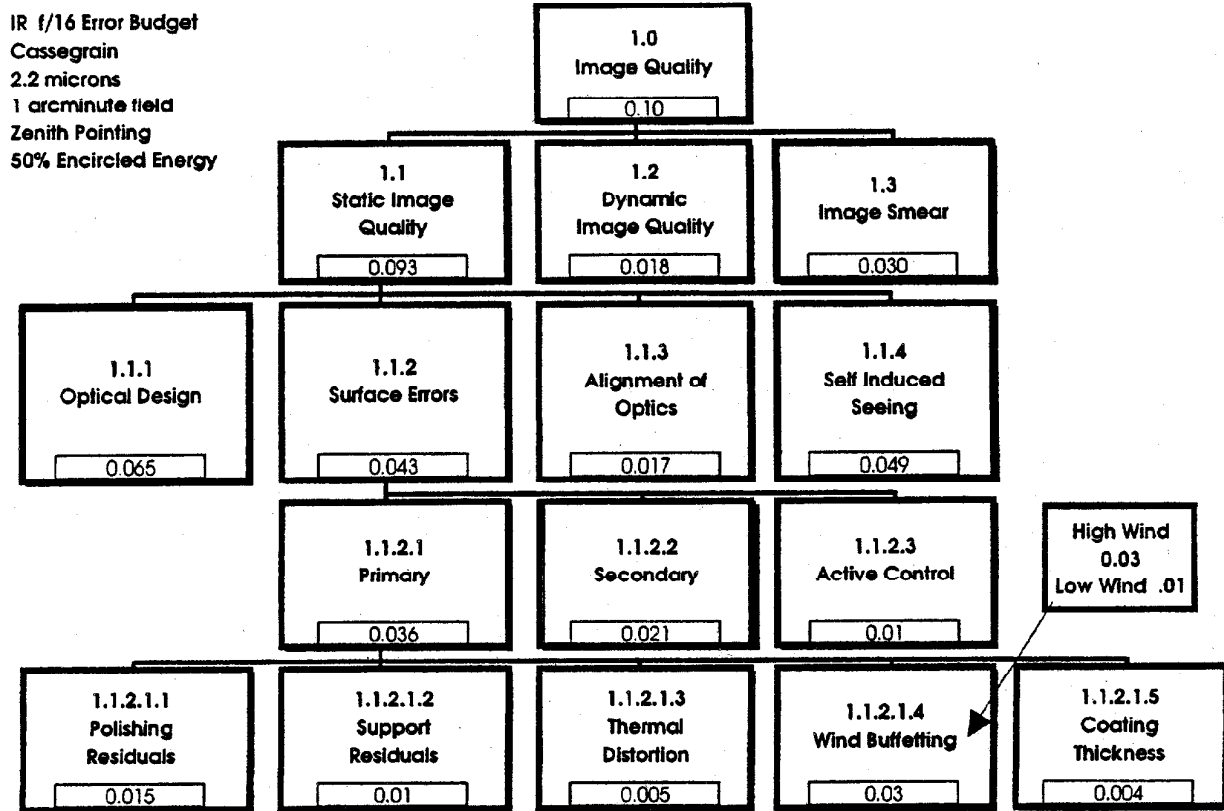 IR f/16 Error Budget
Cassegrain
2.2 microns
1 arcminute field
Zenith Pointing
50% Encircled Energy
1.0
Image Quality
0.10
1.1
Static Image
Quality
0.093
1.2
Dynamic
Image Quality
0.018
1.3
Image Smear
0.030
1.1.1
Optical Design
0.065
1.1.2
Surface Errors
0.043
1.1.3
Alignment of
Optics
0.017
1.1.4
Self Induced
Seeing
0.049
1.1.2.1
Primary
0.036
1.1.2.2
Secondary
0.021
1.1.2.3
Active Control
0.01
High Wind
0.03
Low Wind .01
1.1.2.1.1
Polishing
Residuals
0.015
1.1.2.1.2
Support
Residuals
0.01
1.1.2.1.3
Thermal
Distortion
0.005
1.1.2.1.4
Wind Buffetting
0.03
1.1.2.1.5
Coating
Thickness
0.004